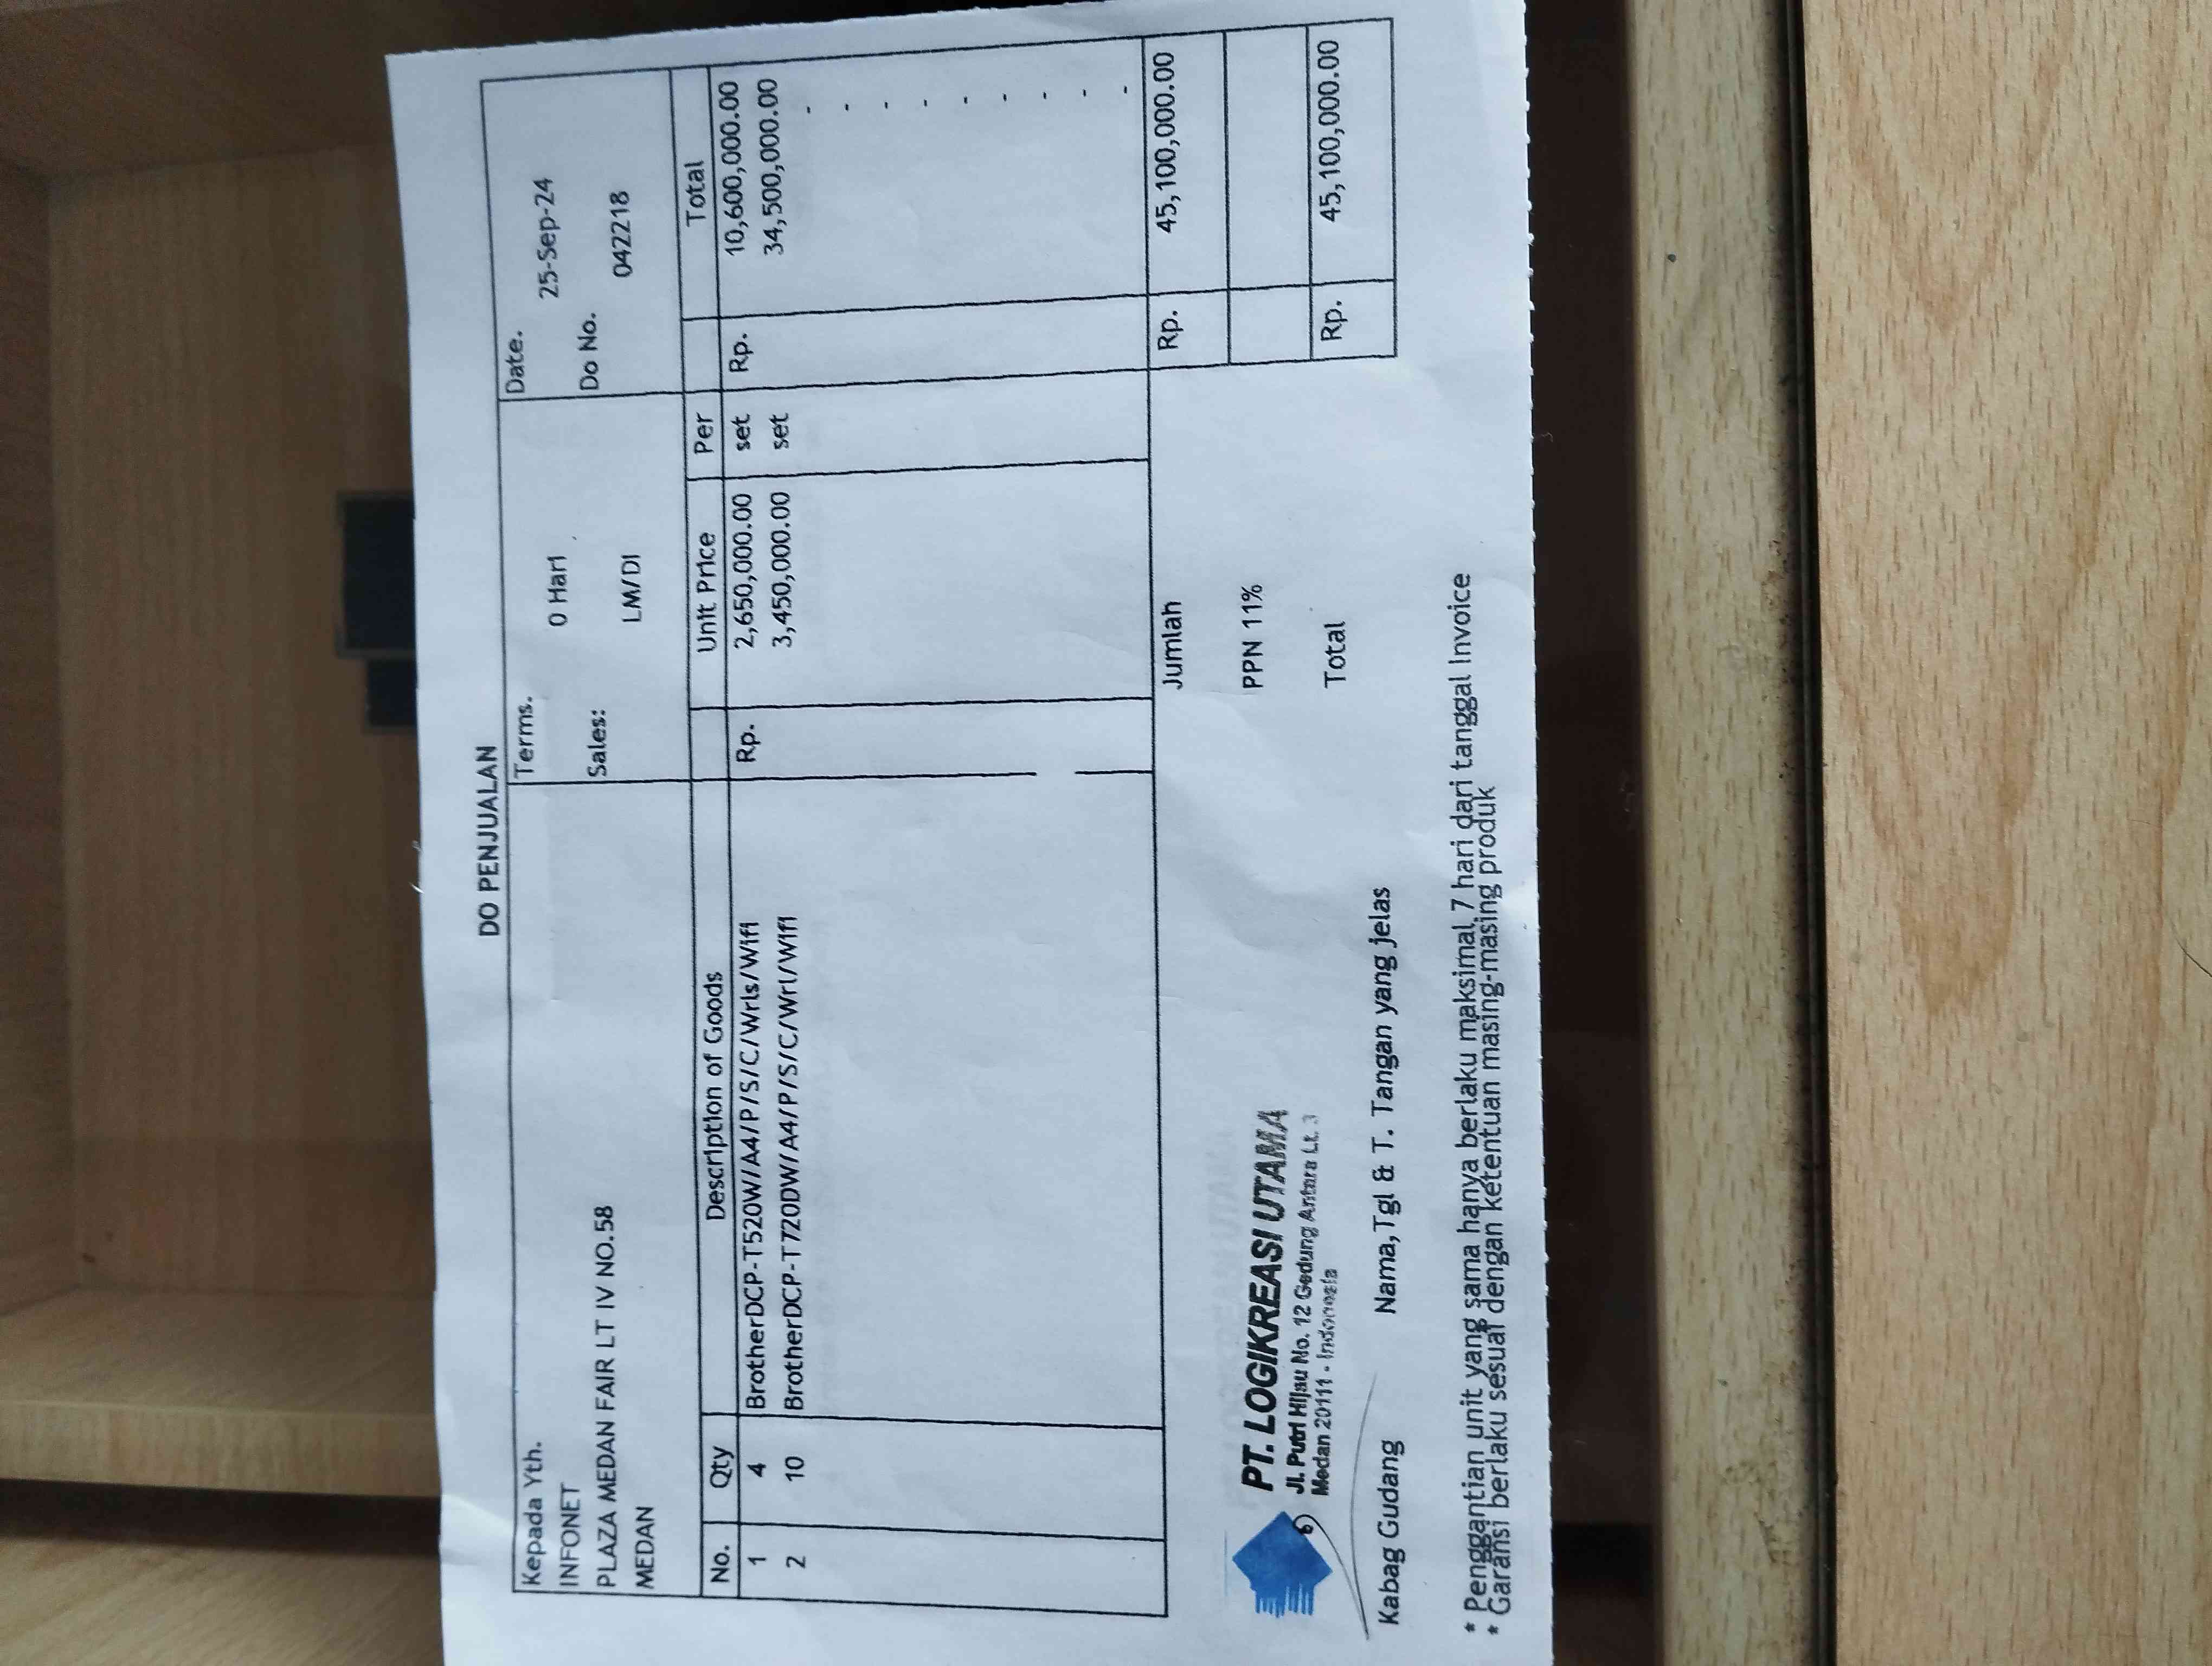 DO PENJUALAN
Kepada Yth.
INFONET
PLAZA MEDAN FAIR LT IV NO.58
MEDAN
Terms.
0 Hari
Sales:
LM/DI
Date.
25-Sep-24
Do No.
042218
No. Qty Description of Goods Unit Price Per Total
1 4 BrotherDCP-T520W/A4/P/S/C/Wrls/Wifi Rp. 2,650,000.00 set Rp. 10,600,000.00
2 10 BrotherDCP-T720DW/A4/P/S/C/Wrl/Wifi 3,450,000.00 set 34,500,000.00
-
-
-
-
-
-
-
-
-
Jumlah Rp. 45,100,000.00
PPN 11%
Total Rp. 45,100,000.00
PT. LOGIKREASI UTAMA
Jl. Putri Hijau No. 12 Gedung Antara Lt. 3
Medan 20111 - Indonesia
Kabag Gudang Nama,Tgl & T. Tangan yang jelas
* Penggantian unit yang sama hanya berlaku maksimal 7 hari dari tanggal Invoice
* Garansi berlaku sesuai dengan ketentuan masing-masing produk